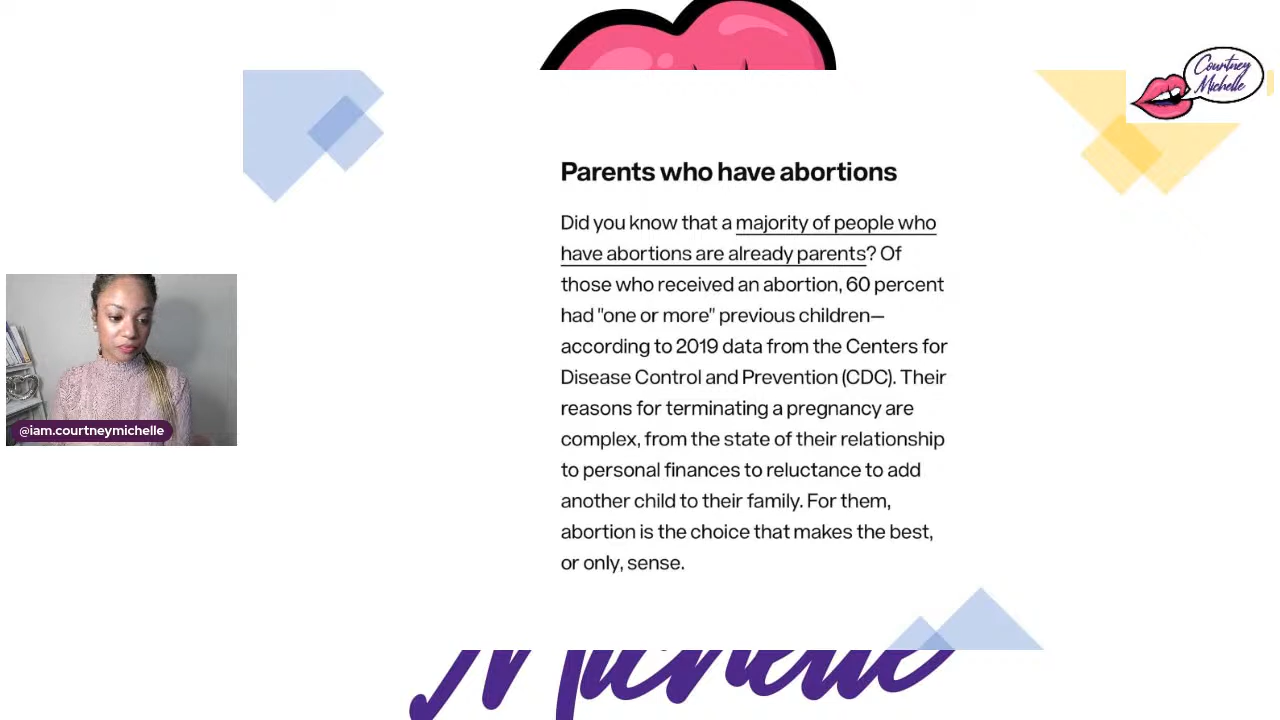 Courtney
Michelle
Parents who have abortions
Did you know that a majority of people who
have abortions are already parents? Of
those who received an abortion, 60 percent
had "one or more" previous children—
according to 2019 data from the Centers for
Disease Control and Prevention (CDC). Their
reasons for terminating a pregnancy are
complex, from the state of their relationship
to personal finances to reluctance to add
another child to their family. For them,
abortion is the choice that makes the best,
or only, sense.
@iam.courtneymichelle
Michelle